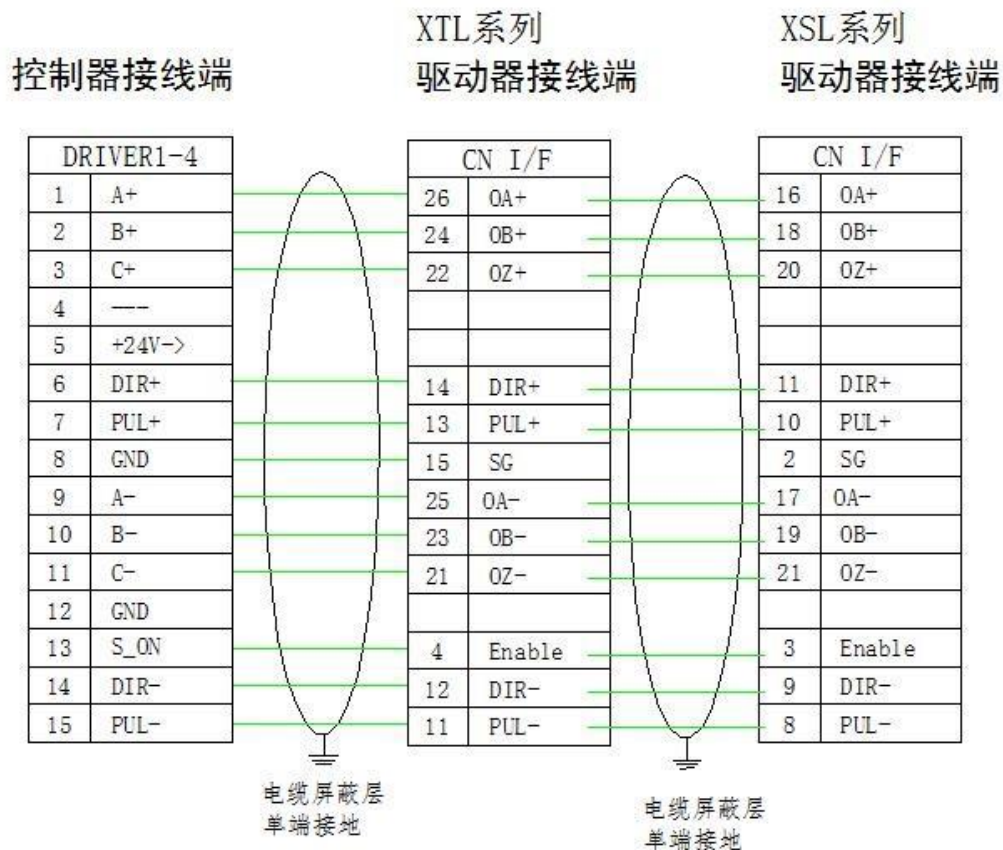 XTL系列
XSL系列
控制器接线端
驱动器接线端
驱动器接线端
DRIVER1-4
CN I/F
CN I/F
1 A+ 26 OA+ 16 OA+
2 B+ 24 OB+ 18 OB+
3 C+ 22 OZ+ 20 OZ+
4 ---
5 +24V->
6 DIR+ 14 DIR+ 11 DIR+
7 PUL+ 13 PUL+ 10 PUL+
8 GND 15 SG 2 SG
9 A- 25 OA- 17 OA-
10 B- 23 OB- 19 OB-
11 C- 21 OZ- 21 OZ-
12 GND
13 S_ON 4 Enable 3 Enable
14 DIR- 12 DIR- 9 DIR-
15 PUL- 11 PUL- 8 PUL-
电缆屏蔽层
单端接地
电缆屏蔽层
单端接地